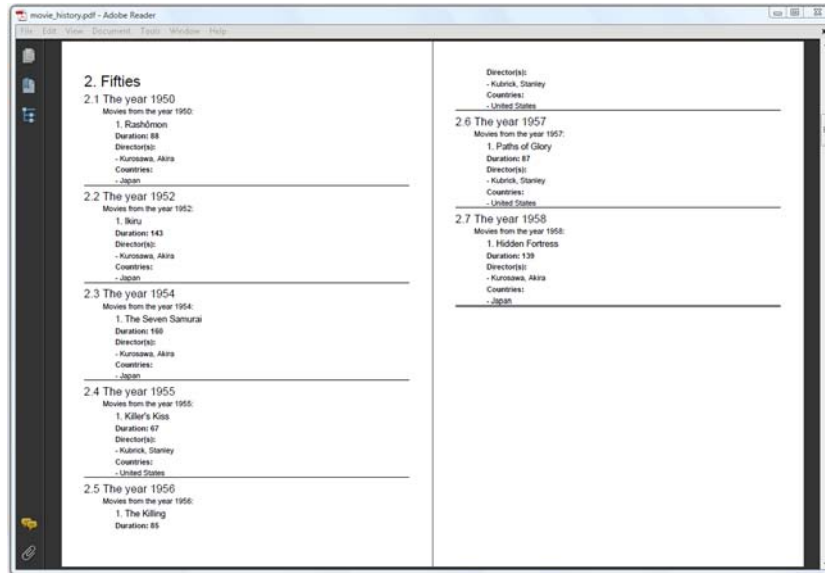 movie_history.pdf - Adobe Reader
File Edit View Document Tools Window Help
2. Fifties
2.1 The year 1950
Movies from the year 1950:
1. Rashômon
Duration: 88
Director(s):
- Kurosawa, Akira
Countries:
- Japan
2.2 The year 1952
Movies from the year 1952:
1. Ikiru
Duration: 143
Director(s):
- Kurosawa, Akira
Countries:
- Japan
2.3 The year 1954
Movies from the year 1954:
1. The Seven Samurai
Duration: 160
Director(s):
- Kurosawa, Akira
Countries:
- Japan
2.4 The year 1955
Movies from the year 1955:
1. Killer's Kiss
Duration: 67
Director(s):
- Kubrick, Stanley
Countries:
- United States
2.5 The year 1956
Movies from the year 1956:
1. The Killing
Duration: 85
Director(s):
- Kubrick, Stanley
Countries:
- United States
2.6 The year 1957
Movies from the year 1957:
1. Paths of Glory
Duration: 87
Director(s):
- Kubrick, Stanley
Countries:
- United States
2.7 The year 1958
Movies from the year 1958:
1. Hidden Fortress
Duration: 139
Director(s):
- Kurosawa, Akira
Countries:
- Japan